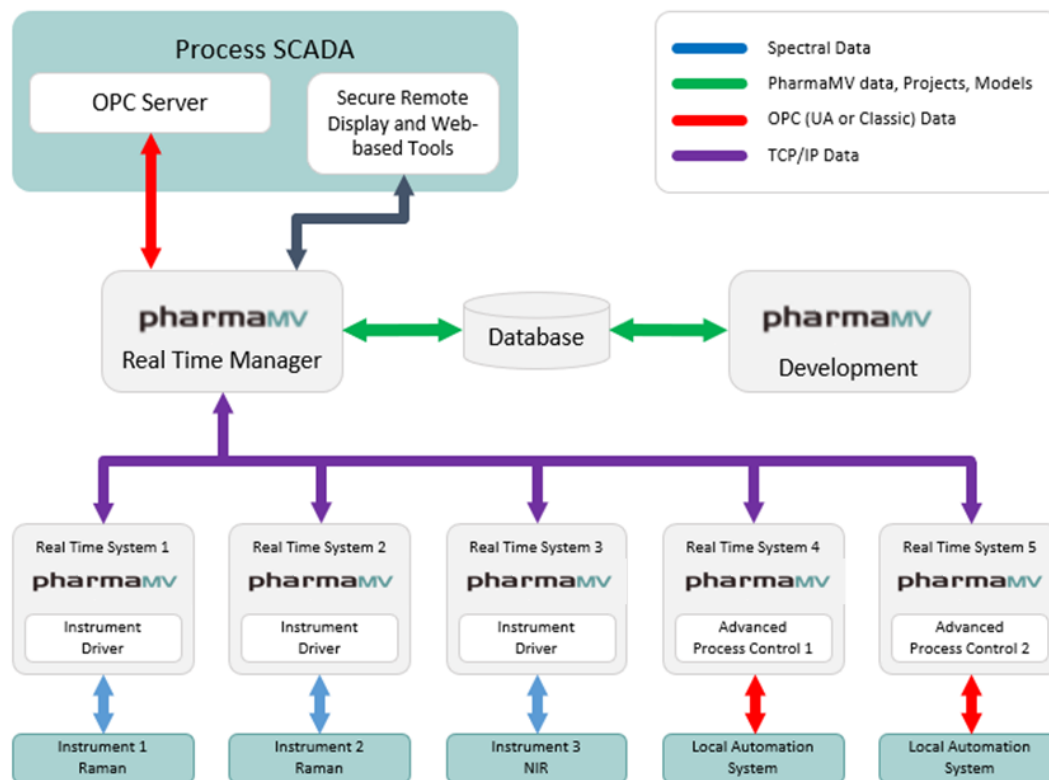 Process SCADA
OPC Server
Secure Remote
Display and Web-
based Tools
Spectral Data
PharmaMV data, Projects, Models
OPC (UA or Classic) Data
TCP/IP Data
pharmaMV
Real Time Manager
Database
pharmaMV
Development
Real Time System 1
pharmaMV
Instrument
Driver
Real Time System 2
pharmaMV
Instrument
Driver
Real Time System 3
pharmaMV
Instrument
Driver
Real Time System 4
pharmaMV
Advanced
Process Control 1
Real Time System 5
pharmaMV
Advanced
Process Control 2
Instrument 1
Raman
Instrument 2
Raman
Instrument 3
NIR
Local Automation
System
Local Automation
System